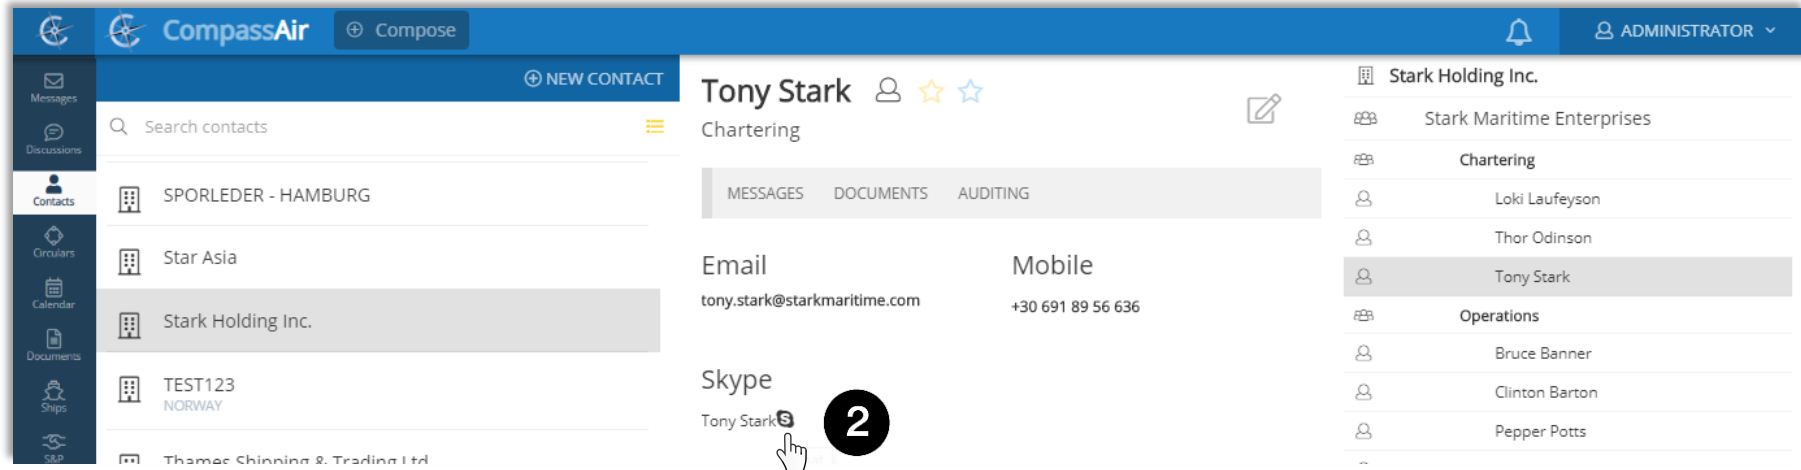 CompassAir
Compose
ADMINISTRATOR
Messages
Discussions
Contacts
Circulars
Calendar
Documents
Ships
S&P
NEW CONTACT
Search contacts
SPORLEDER - HAMBURG
Star Asia
Stark Holding Inc.
TEST123
NORWAY
Thames Shipping & Trading Ltd
Tony Stark
Chartering
MESSAGES DOCUMENTS AUDITING
Email
tony.stark@starkmaritime.com
Mobile
+30 691 89 56 636
Skype
Tony Stark
2
Stark Holding Inc.
Stark Maritime Enterprises
Chartering
Loki Laufeyson
Thor Odinson
Tony Stark
Operations
Bruce Banner
Clinton Barton
Pepper Potts